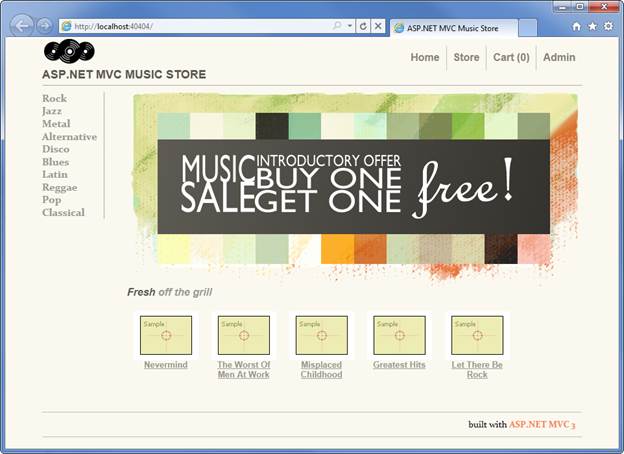 http://localhost:40404/
ASP.NET MVC Music Store
Home
Store
Cart (0)
Admin
ASP.NET MVC MUSIC STORE
Rock
Jazz
Metal
Alternative
Disco
Blues
Latin
Reggae
Pop
Classical
MUSIC
SALE
INTRODUCTORY OFFER
BUY ONE
GET ONE
free!
Fresh off the grill
Sample
Sample
Sample
Sample
Sample
Nevermind
The Worst Of
Men At Work
Misplaced
Childhood
Greatest Hits
Let There Be
Rock
built with ASP.NET MVC 3